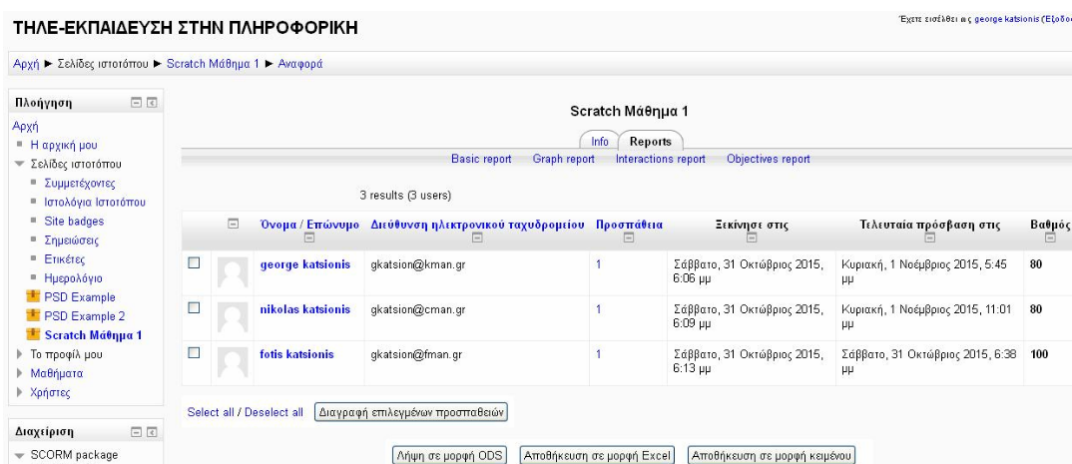 ΤΗΛΕ-ΕΚΠΑΙΔΕΥΣΗ ΣΤΗΝ ΠΛΗΡΟΦΟΡΙΚΗ
Έχετε εισέλθει ως george katsionis (Έξοδος
Αρχή ► Σελίδες ιστοτόπου ► Scratch Μάθημα 1 ► Αναφορά
Πλοήγηση
Αρχή
Η αρχική μου
Σελίδες ιστοτόπου
Συμμετέχοντες
Ιστολόγια Ιστοτόπου
Site badges
Σημειώσεις
Ετικέτες
Ημερολόγιο
PSD Example
PSD Example 2
Scratch Μάθημα 1
Το προφίλ μου
Μαθήματα
Χρήστες
Διαχείριση
SCORM package
Scratch Μάθημα 1
Info Reports
Basic report Graph report Interactions report Objectives report
3 results (3 users)
Όνομα / Επώνυμο Διεύθυνση ηλεκτρονικού ταχυδρομείου Προσπάθεια Ξεκίνησε στις Τελευταία πρόσβαση στις Βαθμός
george katsionis gkatsion@kman.gr 1 Σάββατο, 31 Οκτώβριος 2015, Κυριακή, 1 Νοέμβριος 2015, 5:45 80
6:06 μμ μμ
nikolas katsionis gkatsion@cman.gr 1 Σάββατο, 31 Οκτώβριος 2015, Κυριακή, 1 Νοέμβριος 2015, 11:01 80
6:09 μμ μμ
fotis katsionis gkatsion@fman.gr 1 Σάββατο, 31 Οκτώβριος 2015, Σάββατο, 31 Οκτώβριος 2015, 6:38 100
6:13 μμ μμ
Select all / Deselect all Διαγραφή επιλεγμένων προσπαθειών
Λήψη σε μορφή ODS Αποθήκευση σε μορφή Excel Αποθήκευση σε μορφή κειμένου